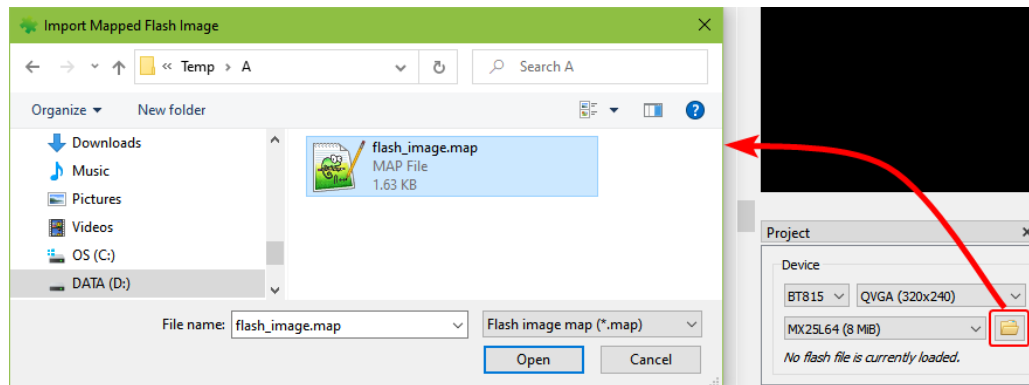 Import Mapped Flash Image
« Temp › A
Search A
Organize
New folder
Downloads
Music
Pictures
Videos
OS (C:)
DATA (D:)
flash_image.map
MAP File
1.63 KB
File name:
flash_image.map
Flash image map (*.map)
Open
Cancel
Project
Device
BT815
QVGA (320x240)
MX25L64 (8 MiB)
No flash file is currently loaded.